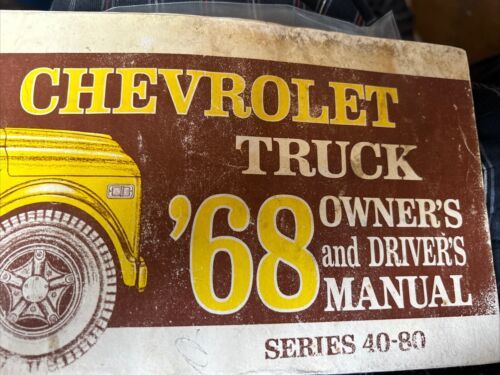 CHEVROLET
TRUCK
'68 OWNER'S
and DRIVER'S
MANUAL
SERIES 40-80